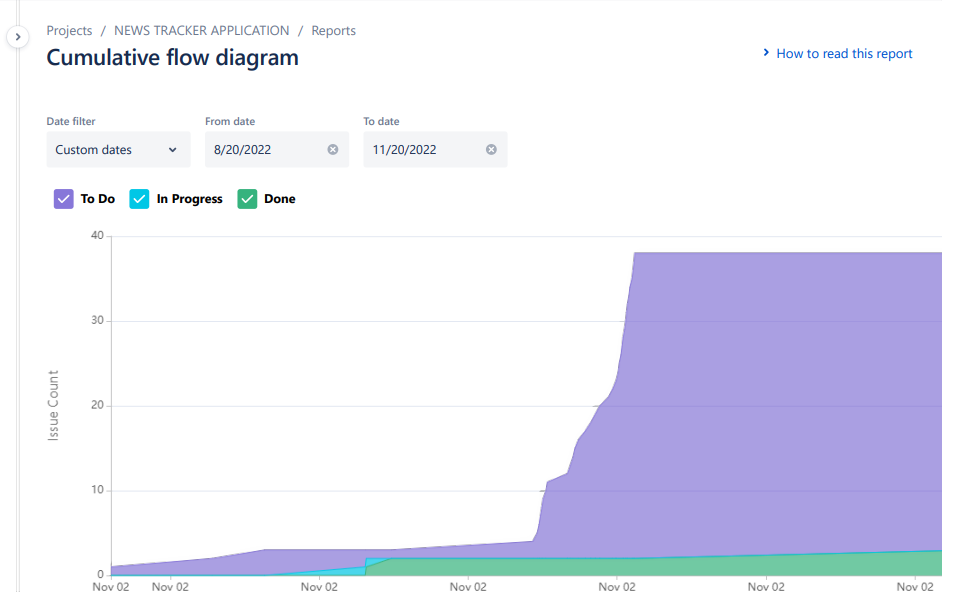 Projects / NEWS TRACKER APPLICATION / Reports
Cumulative flow diagram
How to read this report
Date filter From date To date
Custom dates 8/20/2022 11/20/2022
To Do In Progress Done
40
30
20
10
0
Issue Count
Nov 02 Nov 02 Nov 02 Nov 02 Nov 02 Nov 02 Nov 02